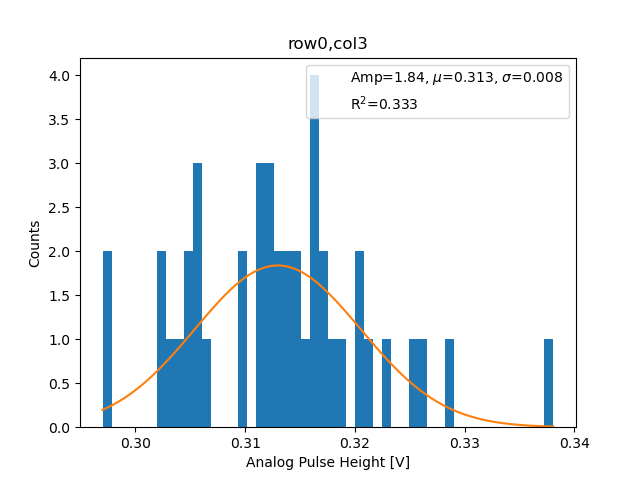 row0,col3
Amp=1.84, μ=0.313, σ=0.008
R²=0.333
4.0
3.5
3.0
2.5
2.0
1.5
1.0
0.5
0.0
Counts
0.30 0.31 0.32 0.33 0.34
Analog Pulse Height [V]